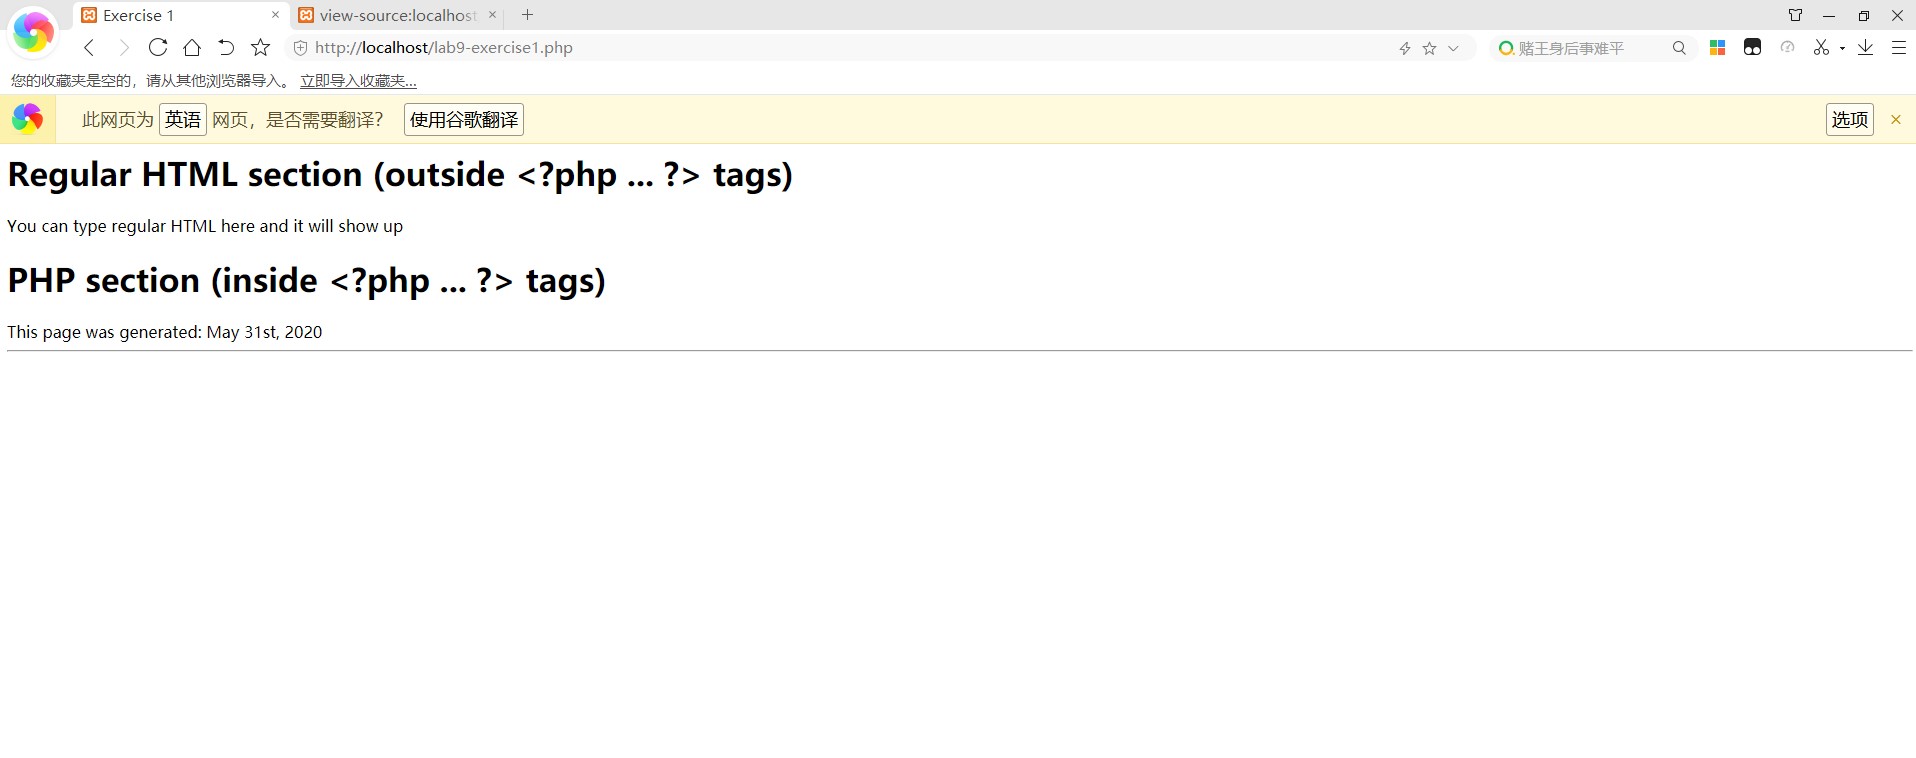 Exercise 1
view-source:localhost
http://localhost/lab9-exercise1.php
赌王身后事难平
您的收藏夹是空的，请从其他浏览器导入。 立即导入收藏夹...
此网页为 英语 网页，是否需要翻译？ 使用谷歌翻译 选项
Regular HTML section (outside <?php ... ?> tags)
You can type regular HTML here and it will show up
PHP section (inside <?php ... ?> tags)
This page was generated: May 31st, 2020